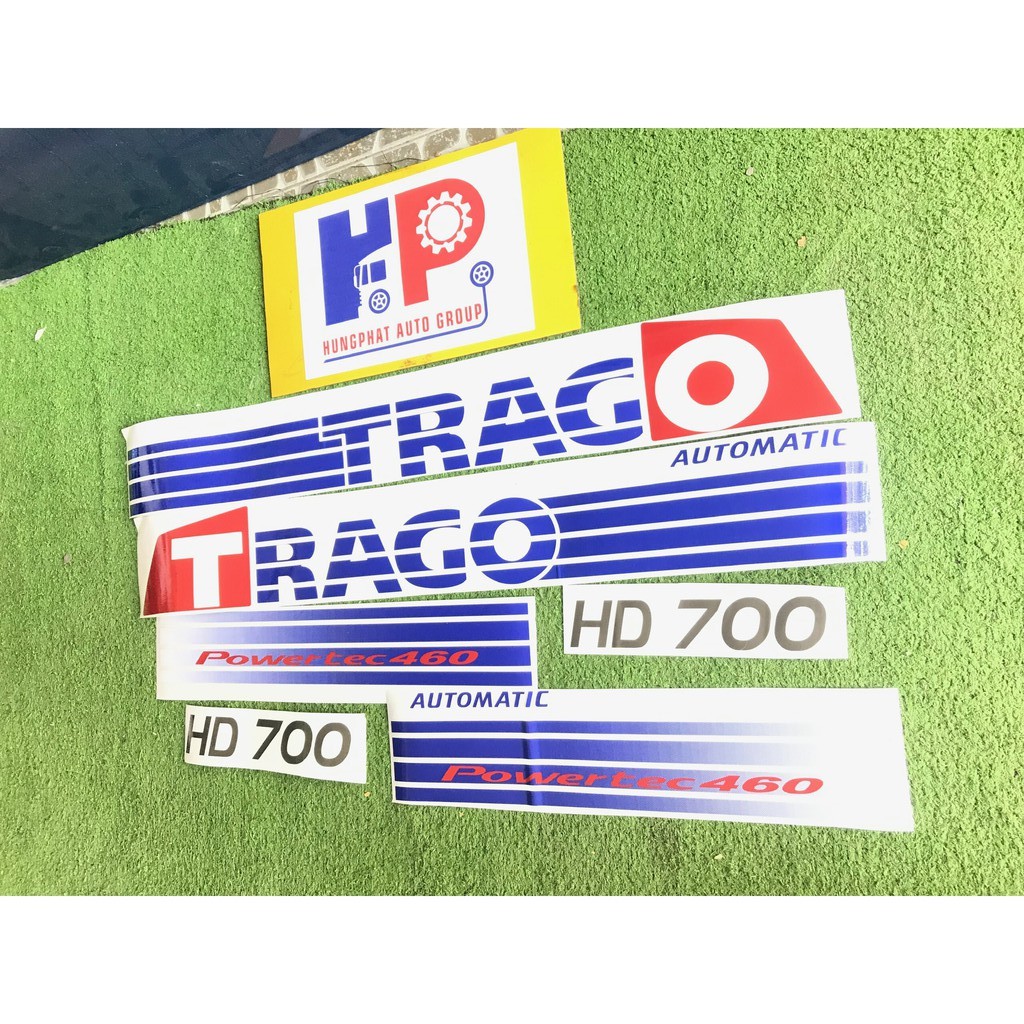 HP
HUNGPHAT AUTO GROUP
TRAGO
AUTOMATIC
TRAGO
HD 700
Powertec460
AUTOMATIC
HD 700
Powertec460